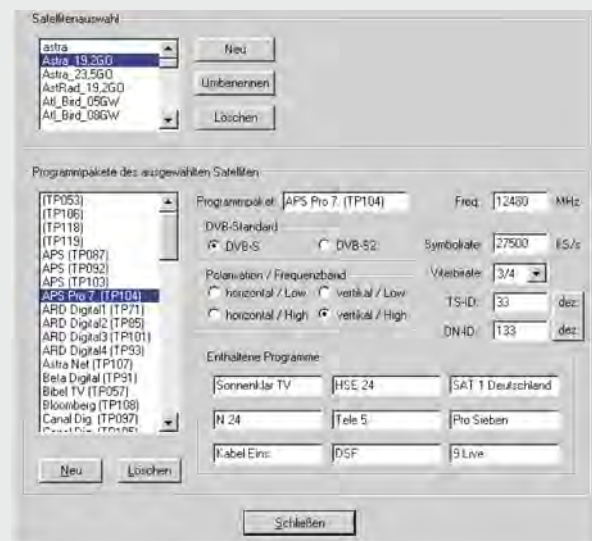 Satellitenauswahl
astra
Astra_19,2GO
Astra_23,5GO
AstRad_19,2GO
Atl_Bird_05GW
Atl_Bird_08GW
Neu
Umbenennen
Löschen
Programmpakete des ausgewählten Satelliten
(TP053)
(TP106)
(TP118)
(TP119)
APS (TP087)
APS (TP092)
APS (TP103)
APS Pro 7 (TP104)
ARD Digital1 (TP71)
ARD Digital2 (TP85)
ARD Digital3 (TP101)
ARD Digital4 (TP93)
Astra Net (TP107)
Beta Digital (TP91)
Bibel TV (TP057)
Bloomberg (TP108)
Canal Dig. (TP097)
Canal Dig. (TP105)
Neu
Löschen
Programmpaket: APS Pro 7 (TP104)
DVB-Standard
DVB-S DVB-S2
Polarisation / Frequenzband
horizontal / Low vertikal / Low
horizontal / High vertikal / High
Freq.: 12480 MHz
Symbolrate: 27500 kS/s
Viterbirate: 3/4
TS-ID: 33 dez
ON-ID: 133 dez
Enthaltene Programme
Sonnenklar TV HSE 24 SAT 1 Deutschland
N 24 Tele 5 Pro Sieben
Kabel Eins DSF 9 Live
Schließen